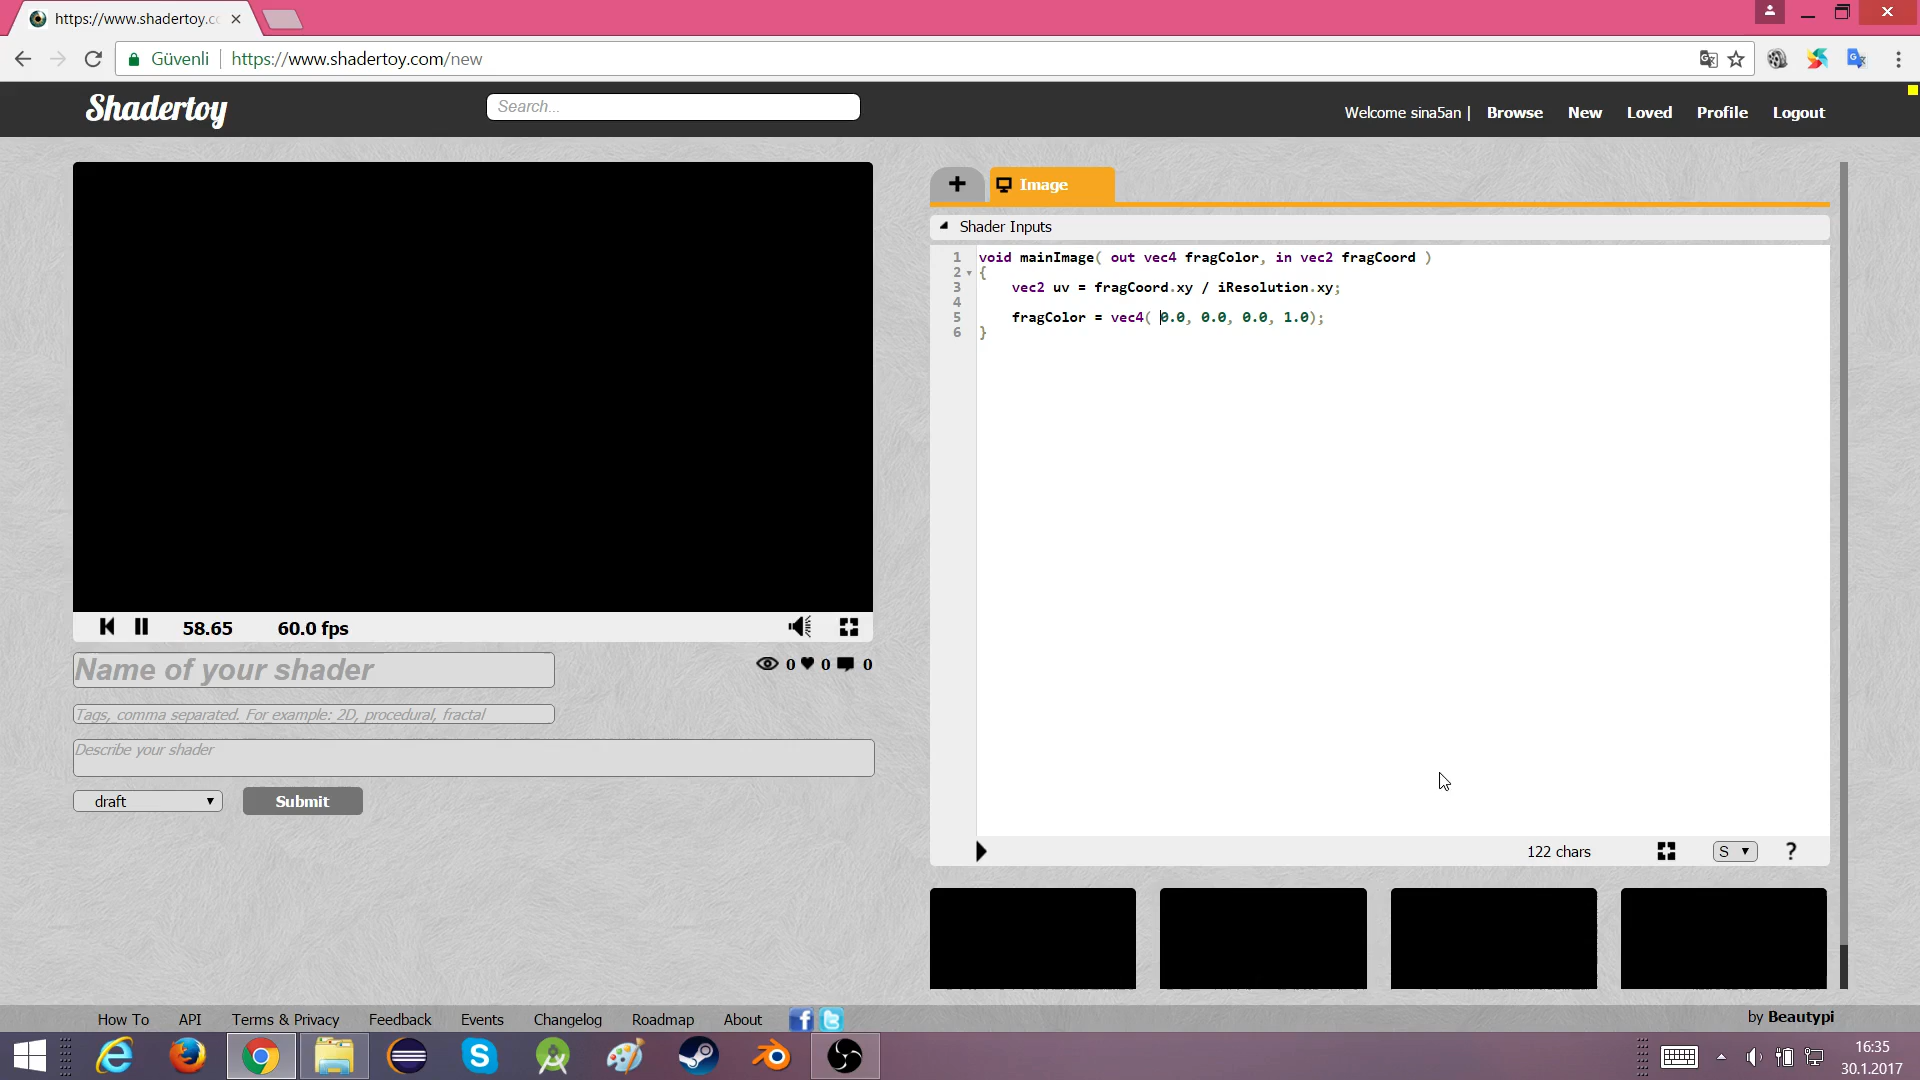 https://www.shadertoy.co
Güvenli https://www.shadertoy.com/new
Shadertoy
Search...
Welcome sina5an | Browse New Loved Profile Logout
+ Image
Shader Inputs
1 void mainImage( out vec4 fragColor, in vec2 fragCoord )
2 {
3 vec2 uv = fragCoord.xy / iResolution.xy;
4
5 fragColor = vec4( 0.0, 0.0, 0.0, 1.0);
6 }
58.65 60.0 fps
Name of your shader
0 0 0
Tags, comma separated. For example: 2D, procedural, fractal
Describe your shader
draft Submit
122 chars S ?
How To API Terms & Privacy Feedback Events Changelog Roadmap About
by Beautypi
16:35
30.1.2017